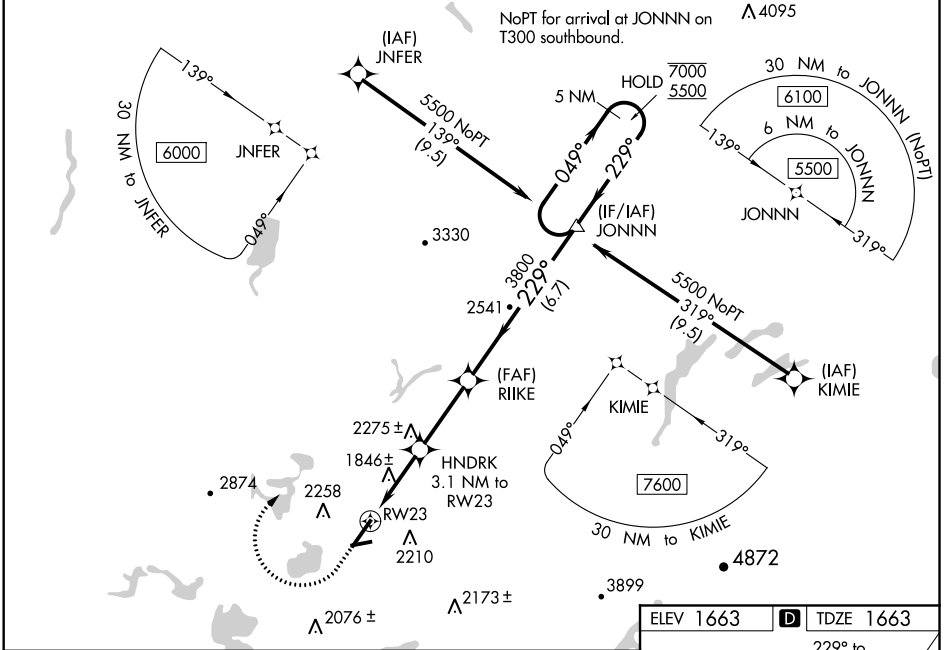 NoPT for arrival at JONNN on
T300 southbound.
4095
(IAF)
JNFER
139°
30 NM to JNFER
6000
JNFER
049°
5500 NoPT
139°
(9.5)
5 NM
HOLD
7000
5500
049°
229°
(IF/IAF)
JONNN
30 NM to JONNN (NoPT)
6100
6 NM to JONNN
139°
5500
JONNN
319°
3330
3800
229°
(6.7)
2541
5500 NoPT
319°
(9.5)
(IAF)
KIMIE
(FAF)
RIIKE
KIMIE
049°
319°
7600
30 NM to KIMIE
2275 ±
HNDRK
3.1 NM to
RW23
1846 ±
2874
2258
RW23
2210
4872
3899
2173 ±
2076 ±
ELEV 1663
D
TDZE 1663
229° to